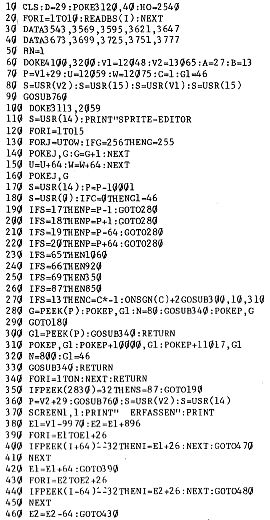 10 CLS:D=29:POKE3120,40:HO=2540
20 FORI=1TO10:READBS(I):NEXT
30 DATA3543,3569,3595,3621,3647
40 DATA3673,3699,3725,3751,3777
50 RN=1
60 DOKE4100,3200:V1=12048:V2=13065:A=27:B=13
70 P=V1+29:U=12059:W=12075:C=1:G1=46
80 S=USR(V2):S=USR(15):S=USR(V1):S=USR(15)
90 GOSUB760
100 DOKE3113,2059
110 S=USR(14):PRINT"SPRITE-EDITOR
120 FORI=1TO15
130 FORJ=UTOW:IFG=256THENG=255
140 POKEJ,G:G=G+1:NEXT
150 U=U+64:W=W+64:NEXT
160 POKEJ,G
170 S=USR(14):P=P-10001
180 S=USR(0):IFC=0THENG1=46
190 IFS=17THENP=P-1:GOTO280
200 IFS=18THENP=P+1:GOTO280
210 IFS=19THENP=P-64:GOTO280
220 IFS=20THENP=P+64:GOTO280
230 IFS=65THEN1060
240 IFS=66THEN920
250 IFS=69THEN350
260 IFS=87THEN850
270 IFS=13THENC=C*-1:ONSGN(C)+2GOSUB300,10,310
280 G=PEEK(P):POKEP,G1:N=80:GOSUB340:POKEP,G
290 GOTO180
300 G1=PEEK(P):GOSUB340:RETURN
310 POKEP,G1:POKEP+10000,G1:POKEP+11017,G1
320 N=800:G1=46
330 GOSUB340:RETURN
340 FORI=1TON:NEXT:RETURN
350 IFPEEK(2830)=32THENS=87:GOTO190
360 P=V2+29:GOSUB760:S=USR(V2):S=USR(14)
370 SCREEN1,1:PRINT" ERFASSEN":PRINT
380 E1=V1-9970:E2=E1+896
390 FORI=E1TOE1+26
400 IFPEEK(I+64)=32THENI=E1+26:NEXT:GOTO470
410 NEXT
420 E1=E1+64:GOTO390
430 FORI=E2TOE2+26
440 IFPEEK(I-64)=32THENI=E2+26:NEXT:GOTO480
450 NEXT
460 E2=E2-64:GOTO430